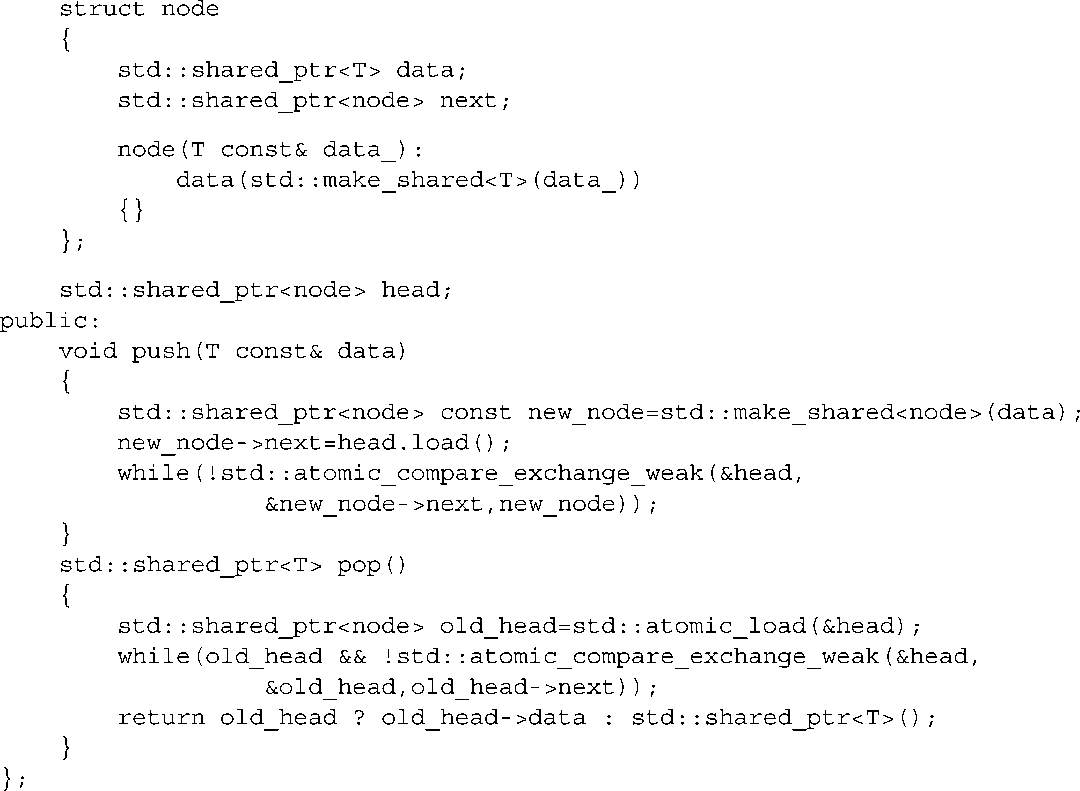 struct node
{
std::shared_ptr<T> data;
std::shared_ptr<node> next;
node(T const& data_):
data(std::make_shared<T>(data_))
{}
};
std::shared_ptr<node> head;
public:
void push(T const& data)
{
std::shared_ptr<node> const new_node=std::make_shared<node>(data);
new_node->next=head.load();
while(!std::atomic_compare_exchange_weak(&head,
&new_node->next,new_node));
}
std::shared_ptr<T> pop()
{
std::shared_ptr<node> old_head=std::atomic_load(&head);
while(old_head && !std::atomic_compare_exchange_weak(&head,
&old_head,old_head->next));
return old_head ? old_head->data : std::shared_ptr<T>();
}
};